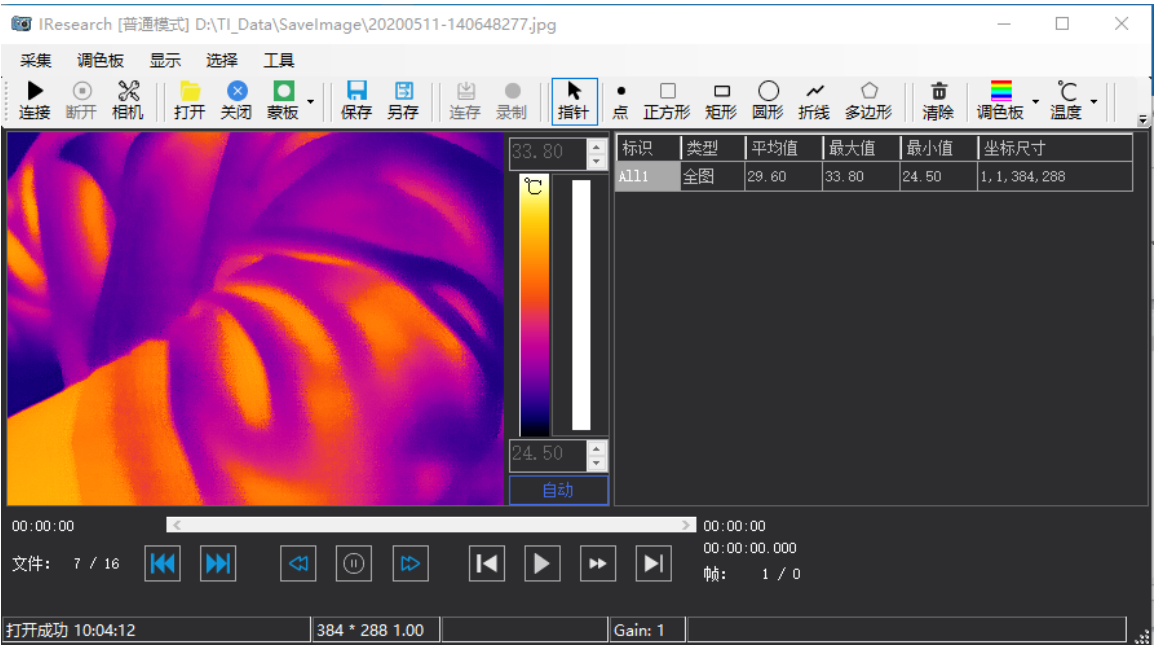 IResearch [普通模式] D:\TI_Data\SaveImage\20200511-140648277.jpg
采集 调色板 显示 选择 工具
连接 断开 相机 打开 关闭 蒙板 保存 另存 连存 录制 指针 点 正方形 矩形 圆形 折线 多边形 清除 调色板 ℃ 温度
33.80
℃
24.50
自动
标识 类型 平均值 最大值 最小值 坐标尺寸
All1 全图 29.60 33.80 24.50 1,1,384,288
00:00:00 00:00:00
00:00:00.000
文件: 7 / 16 帧: 1 / 0
打开成功 10:04:12 384 * 288 1.00 Gain: 1